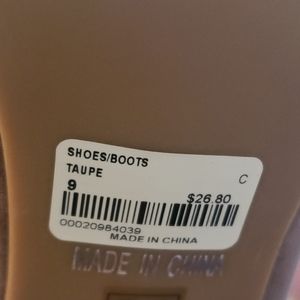 SHOES/BOOTS
TAUPE C
9 $26.80
00020984039
MADE IN CHINA
MADE IN CHINA